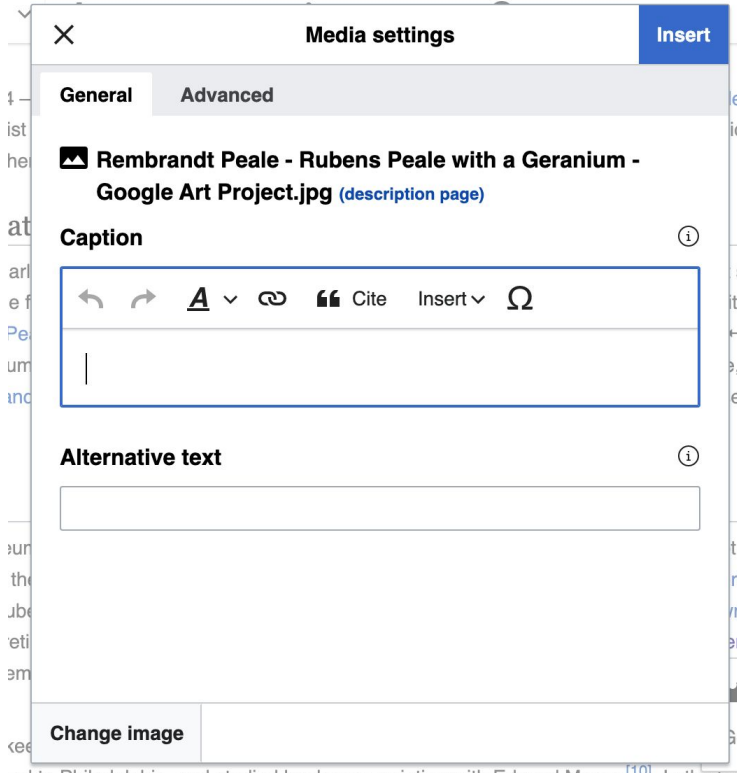 Media settings
Insert
General Advanced
Rembrandt Peale - Rubens Peale with a Geranium -
Google Art Project.jpg (description page)
Caption
A Cite Insert Ω
Alternative text
Change image
[10]